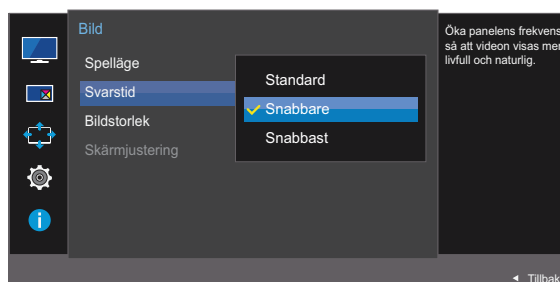 Bild
Spelläge
Svarstid
Bildstorlek
Skärmjustering
Standard
Snabbare
Snabbast
Öka panelens frekvens
så att videon visas mer
livfull och naturlig.
Tillbak